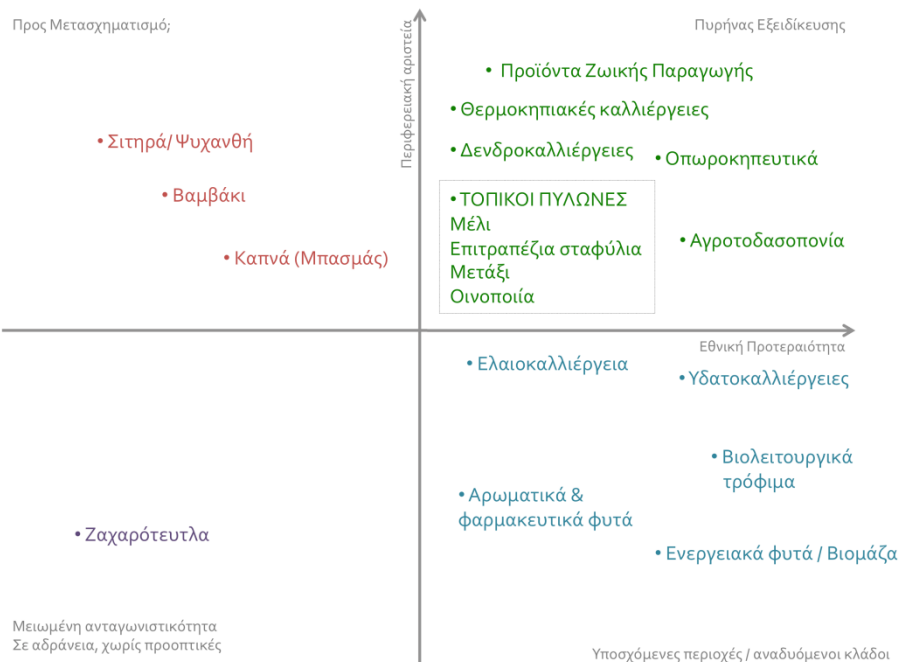 Προς Μετασχηματισμό;
Πυρήνας Εξειδίκευσης
Περιφερειακή αριστεία
• Προϊόντα Ζωικής Παραγωγής
• Θερμοκηπιακές καλλιέργειες
• Σιτηρά/ Ψυχανθή
• Δενδροκαλλιέργειες
• Οπωροκηπευτικά
• Βαμβάκι
• ΤΟΠΙΚΟΙ ΠΥΛΩΝΕΣ
Μέλι
Επιτραπέζια σταφύλια
Μετάξι
Οινοποιία
• Αγροτοδασοπονία
• Καπνά (Μπασμάς)
Εθνική Προτεραιότητα
• Ελαιοκαλλιέργεια
• Υδατοκαλλιέργειες
• Βιολειτουργικά
τρόφιμα
• Αρωματικά &
φαρμακευτικά φυτά
• Ζαχαρότευτλα
• Ενεργειακά φυτά / Βιομάζα
Μειωμένη ανταγωνιστικότητα
Σε αδράνεια, χωρίς προοπτικές
Υποσχόμενες περιοχές / αναδυόμενοι κλάδοι